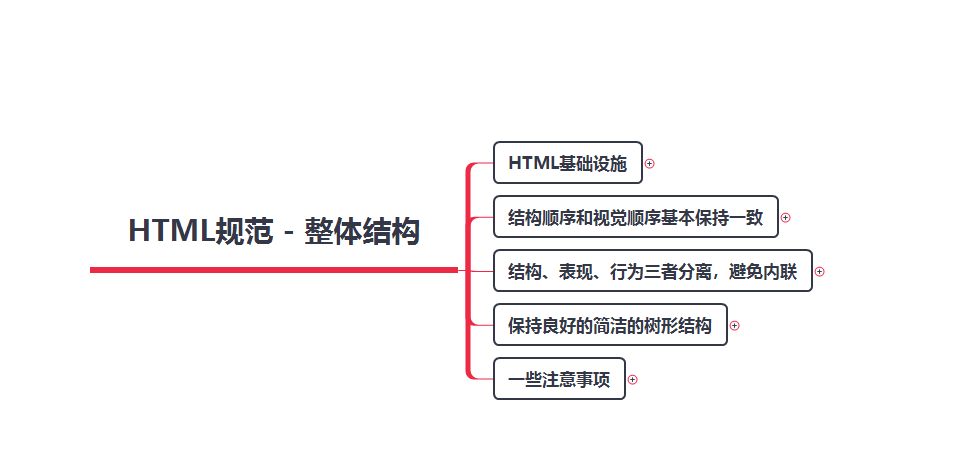 HTML规范 - 整体结构
HTML基础设施
结构顺序和视觉顺序基本保持一致
结构、表现、行为三者分离，避免内联
保持良好的简洁的树形结构
一些注意事项